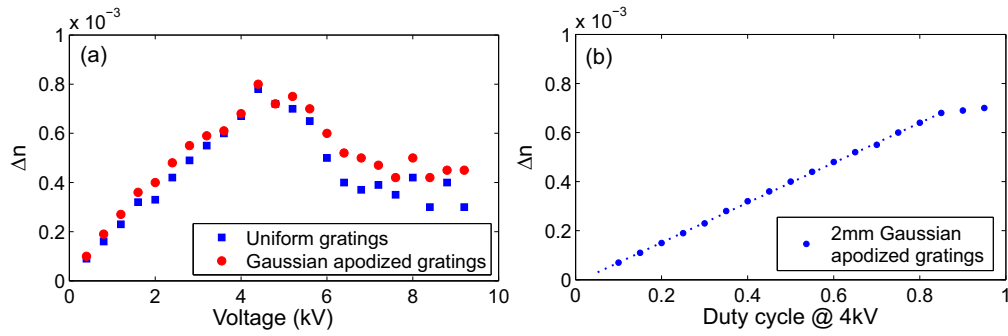 x 10⁻³
1
0.8
0.6
0.4
0.2
0
Δn
(a)
Uniform gratings
Gaussian apodized gratings
0 2 4 6 8 10
Voltage (kV)
x 10⁻³
1
0.8
0.6
0.4
0.2
0
Δn
(b)
2mm Gaussian
apodized gratings
0 0.2 0.4 0.6 0.8 1
Duty cycle @ 4kV